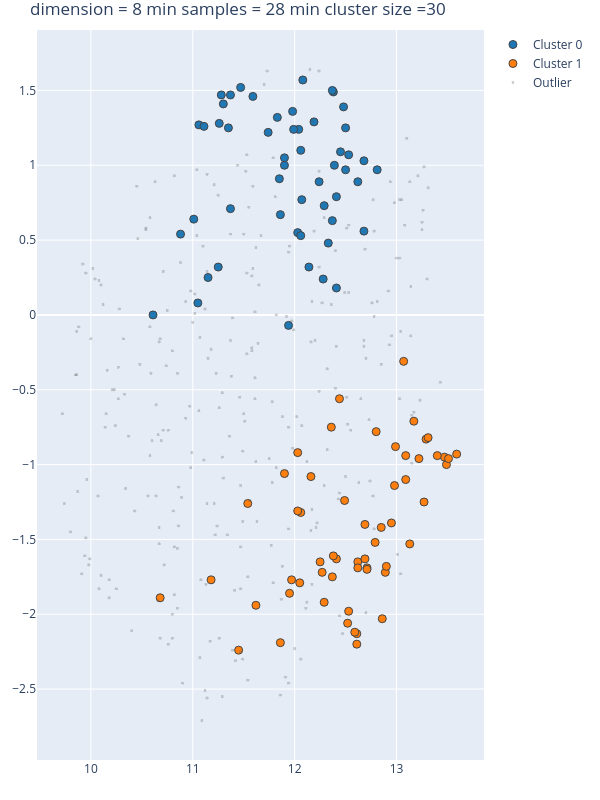 dimension = 8 min samples = 28 min cluster size =30
Cluster 0
Cluster 1
Outlier
1.5
1
0.5
0
−0.5
−1
−1.5
−2
−2.5
10 11 12 13